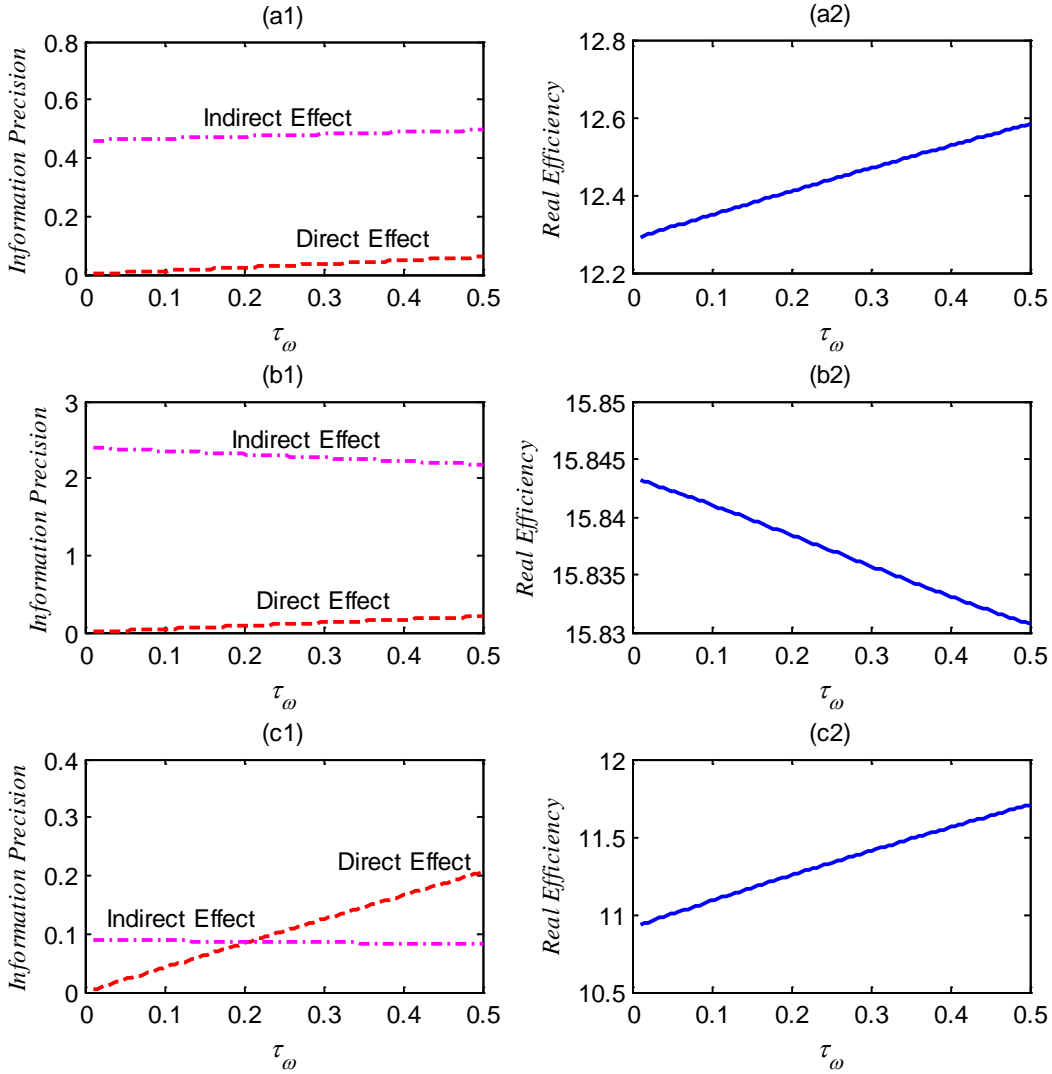 (a1)
Information Precision
0.8
0.6
0.4
0.2
0
Indirect Effect
Direct Effect
0 0.1 0.2 0.3 0.4 0.5
τω
(a2)
Real Efficiency
12.8
12.6
12.4
12.2
0 0.1 0.2 0.3 0.4 0.5
τω
(b1)
Information Precision
3
2
1
0
Indirect Effect
Direct Effect
0 0.1 0.2 0.3 0.4 0.5
τω
(b2)
Real Efficiency
15.85
15.845
15.84
15.835
15.83
0 0.1 0.2 0.3 0.4 0.5
τω
(c1)
Information Precision
0.4
0.3
0.2
0.1
0
Direct Effect
Indirect Effect
0 0.1 0.2 0.3 0.4 0.5
τω
(c2)
Real Efficiency
12
11.5
11
10.5
0 0.1 0.2 0.3 0.4 0.5
τω